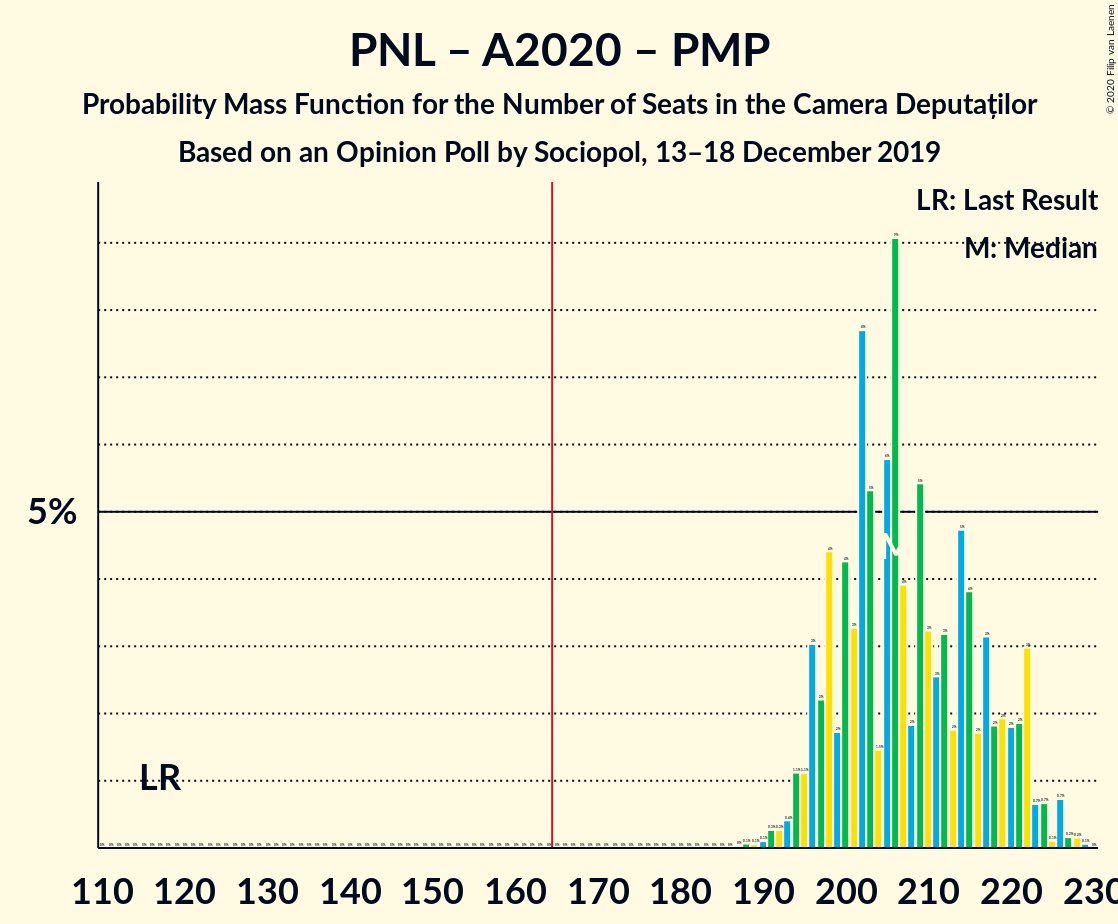 PNL – A2020 – PMP
Probability Mass Function for the Number of Seats in the Camera Deputaților
Based on an Opinion Poll by Sociopol, 13–18 December 2019
© 2020 Filip van Laenen
LR: Last Result
M: Median
5%
LR
M
110 120 130 140 150 160 170 180 190 200 210 220 230